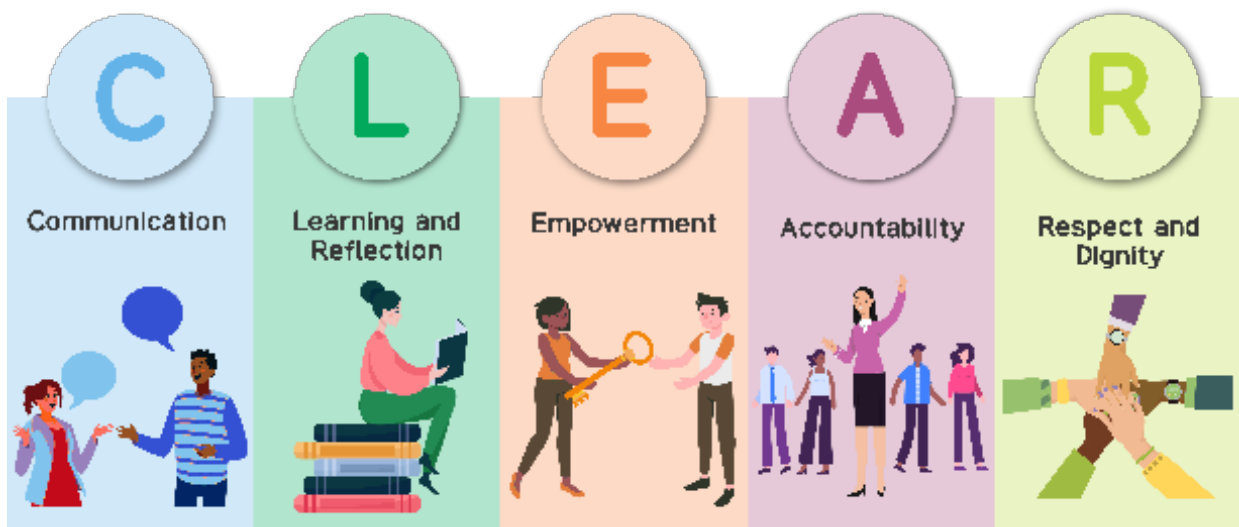 C
L
E
A
R
Communication
Learning and
Reflection
Empowerment
Accountability
Respect and
Dignity